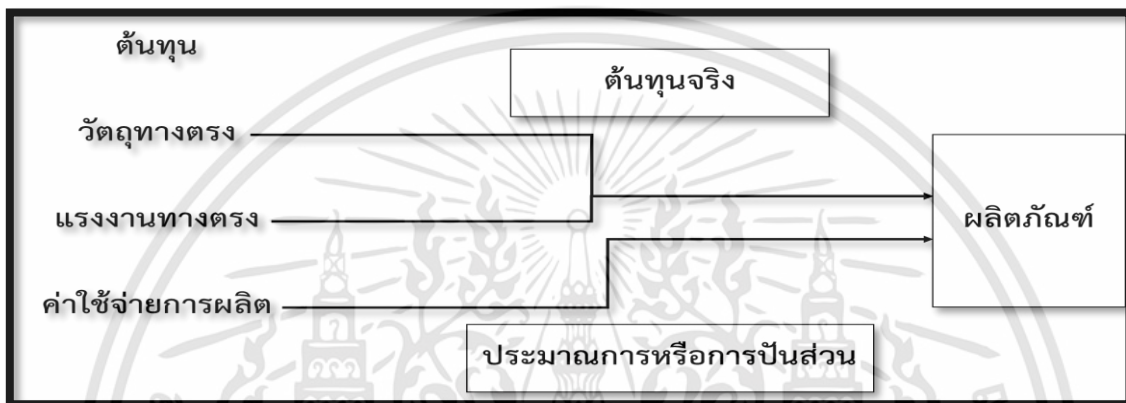 ต้นทุน
ต้นทุนจริง
วัตถุทางตรง
แรงงานทางตรง
ผลิตภัณฑ์
ค่าใช้จ่ายการผลิต
ประมาณการหรือการปันส่วน